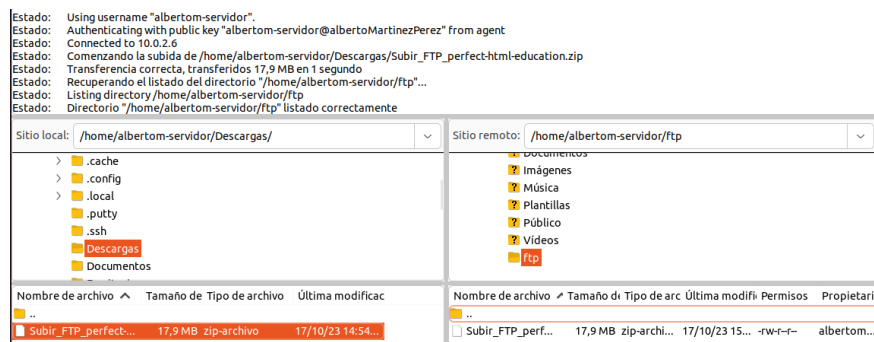 Estado: Using username "albertom-servidor".
Estado: Authenticating with public key "albertom-servidor@albertoMartinezPerez" from agent
Estado: Connected to 10.0.2.6
Estado: Comenzando la subida de /home/albertom-servidor/Descargas/Subir_FTP_perfect-html-education.zip
Estado: Transferencia correcta, transferidos 17,9 MB en 1 segundo
Estado: Recuperando el listado del directorio "/home/albertom-servidor/ftp"...
Estado: Listing directory /home/albertom-servidor/ftp
Estado: Directorio "/home/albertom-servidor/ftp" listado correctamente
Sitio local: /home/albertom-servidor/Descargas/
.cache
.config
.local
.putty
.ssh
Descargas
Documentos
Sitio remoto: /home/albertom-servidor/ftp
Documentos
Imágenes
Música
Plantillas
Público
Vídeos
ftp
Nombre de archivo Tamaño de Tipo de archivo Última modificac
..
Subir_FTP_perfect-... 17,9 MB zip-archivo 17/10/23 14:54...
Nombre de archivo Tamaño de Tipo de arc Última modifi Permisos Propietari
..
Subir_FTP_perf... 17,9 MB zip-archi... 17/10/23 15... -rw-r--r-- albertom...